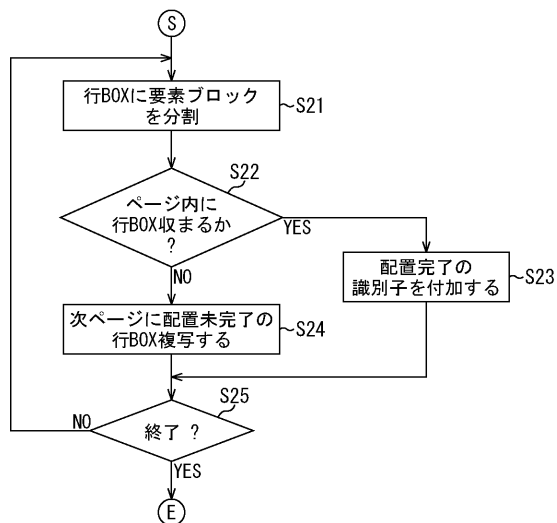 S
行BOXに要素ブロック
を分割
S21
S22
ページ内に
行BOX収まるか
?
YES
NO
配置完了の
識別子を付加する
S23
次ページに配置未完了の
行BOX複写する
S24
S25
終了 ?
NO
YES
E